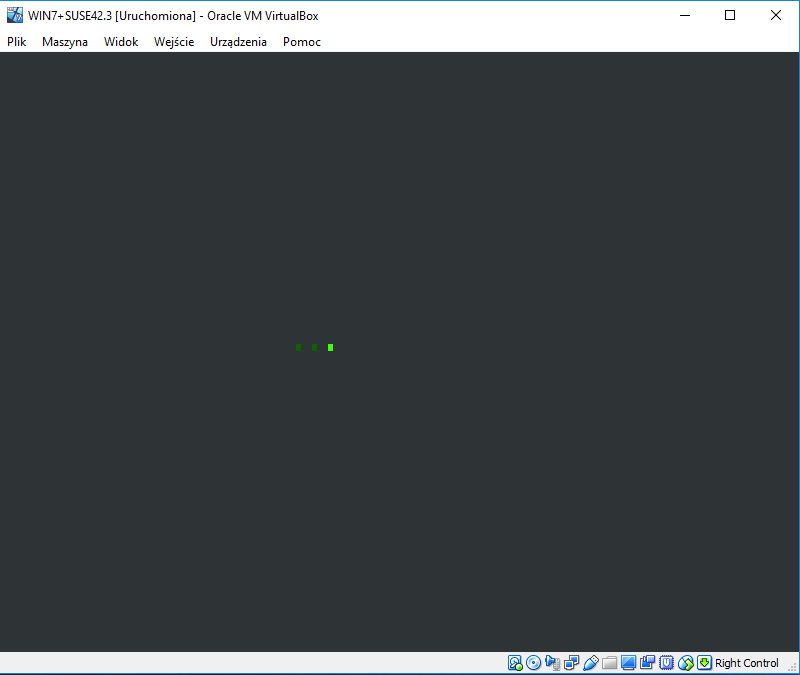 WIN7+SUSE42.3 [Uruchomiona] - Oracle VM VirtualBox
Plik Maszyna Widok Wejście Urządzenia Pomoc
Right Control